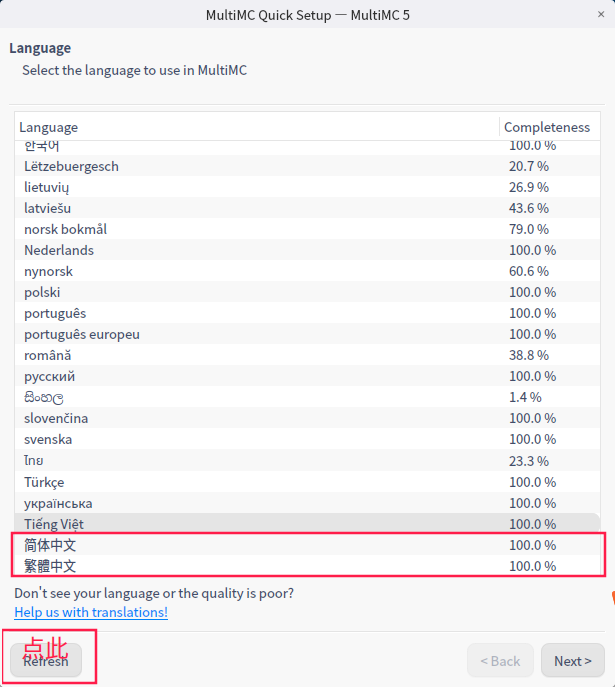 MultiMC Quick Setup — MultiMC 5
×
Language
Select the language to use in MultiMC
Language Completeness
한국어 100.0 %
Lëtzebuergesch 20.7 %
lietuvių 26.9 %
latviešu 43.6 %
norsk bokmål 79.0 %
Nederlands 100.0 %
nynorsk 60.6 %
polski 100.0 %
português 100.0 %
português europeu 100.0 %
română 38.8 %
русский 100.0 %
සිංහල 1.4 %
slovenčina 100.0 %
svenska 100.0 %
ไทย 23.3 %
Türkçe 100.0 %
українська 100.0 %
Tiếng Việt 100.0 %
简体中文 100.0 %
繁體中文 100.0 %
Don't see your language or the quality is poor?
Help us with translations!
点此
Refresh
< Back Next >